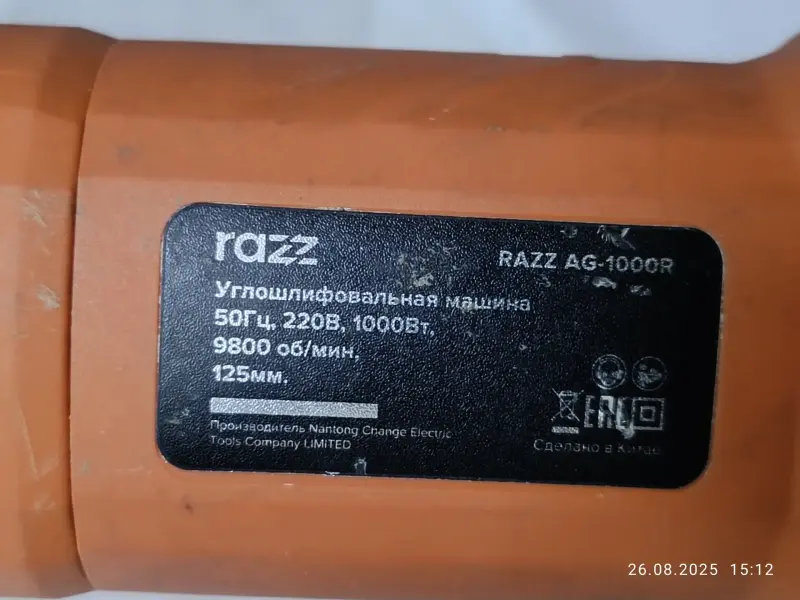 razz
RAZZ AG-1000R
Углошлифовальная машина
50Гц, 220В, 1000Вт,
9800 об/мин,
125мм.
Производитель Nantong Change Electric
Tools Company LIMITED
EAC
Сделано в Китае
26.08.2025 15:12